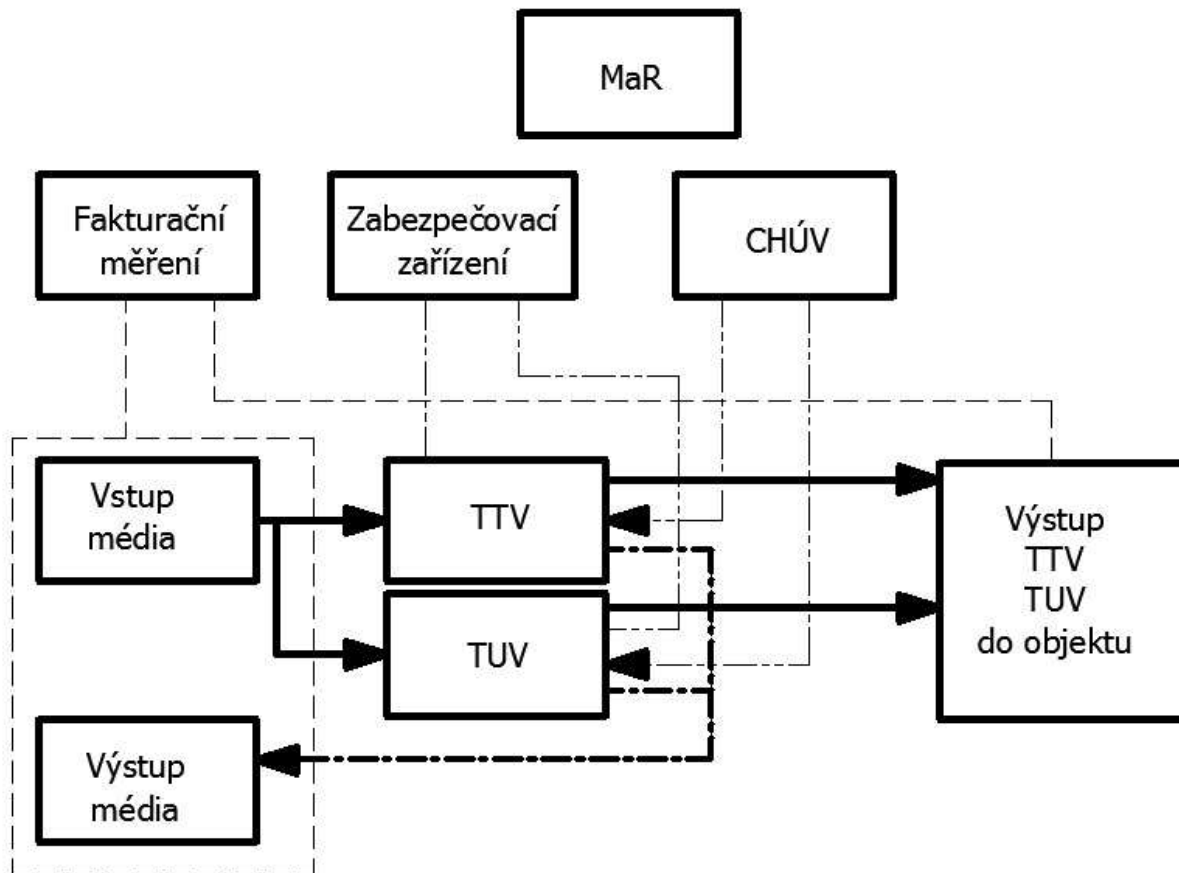 MaR
Fakturační
měření
Zabezpečovací
zařízení
CHÚV
Vstup
média
TTV
TUV
Výstup
TTV
TUV
do objektu
Výstup
média